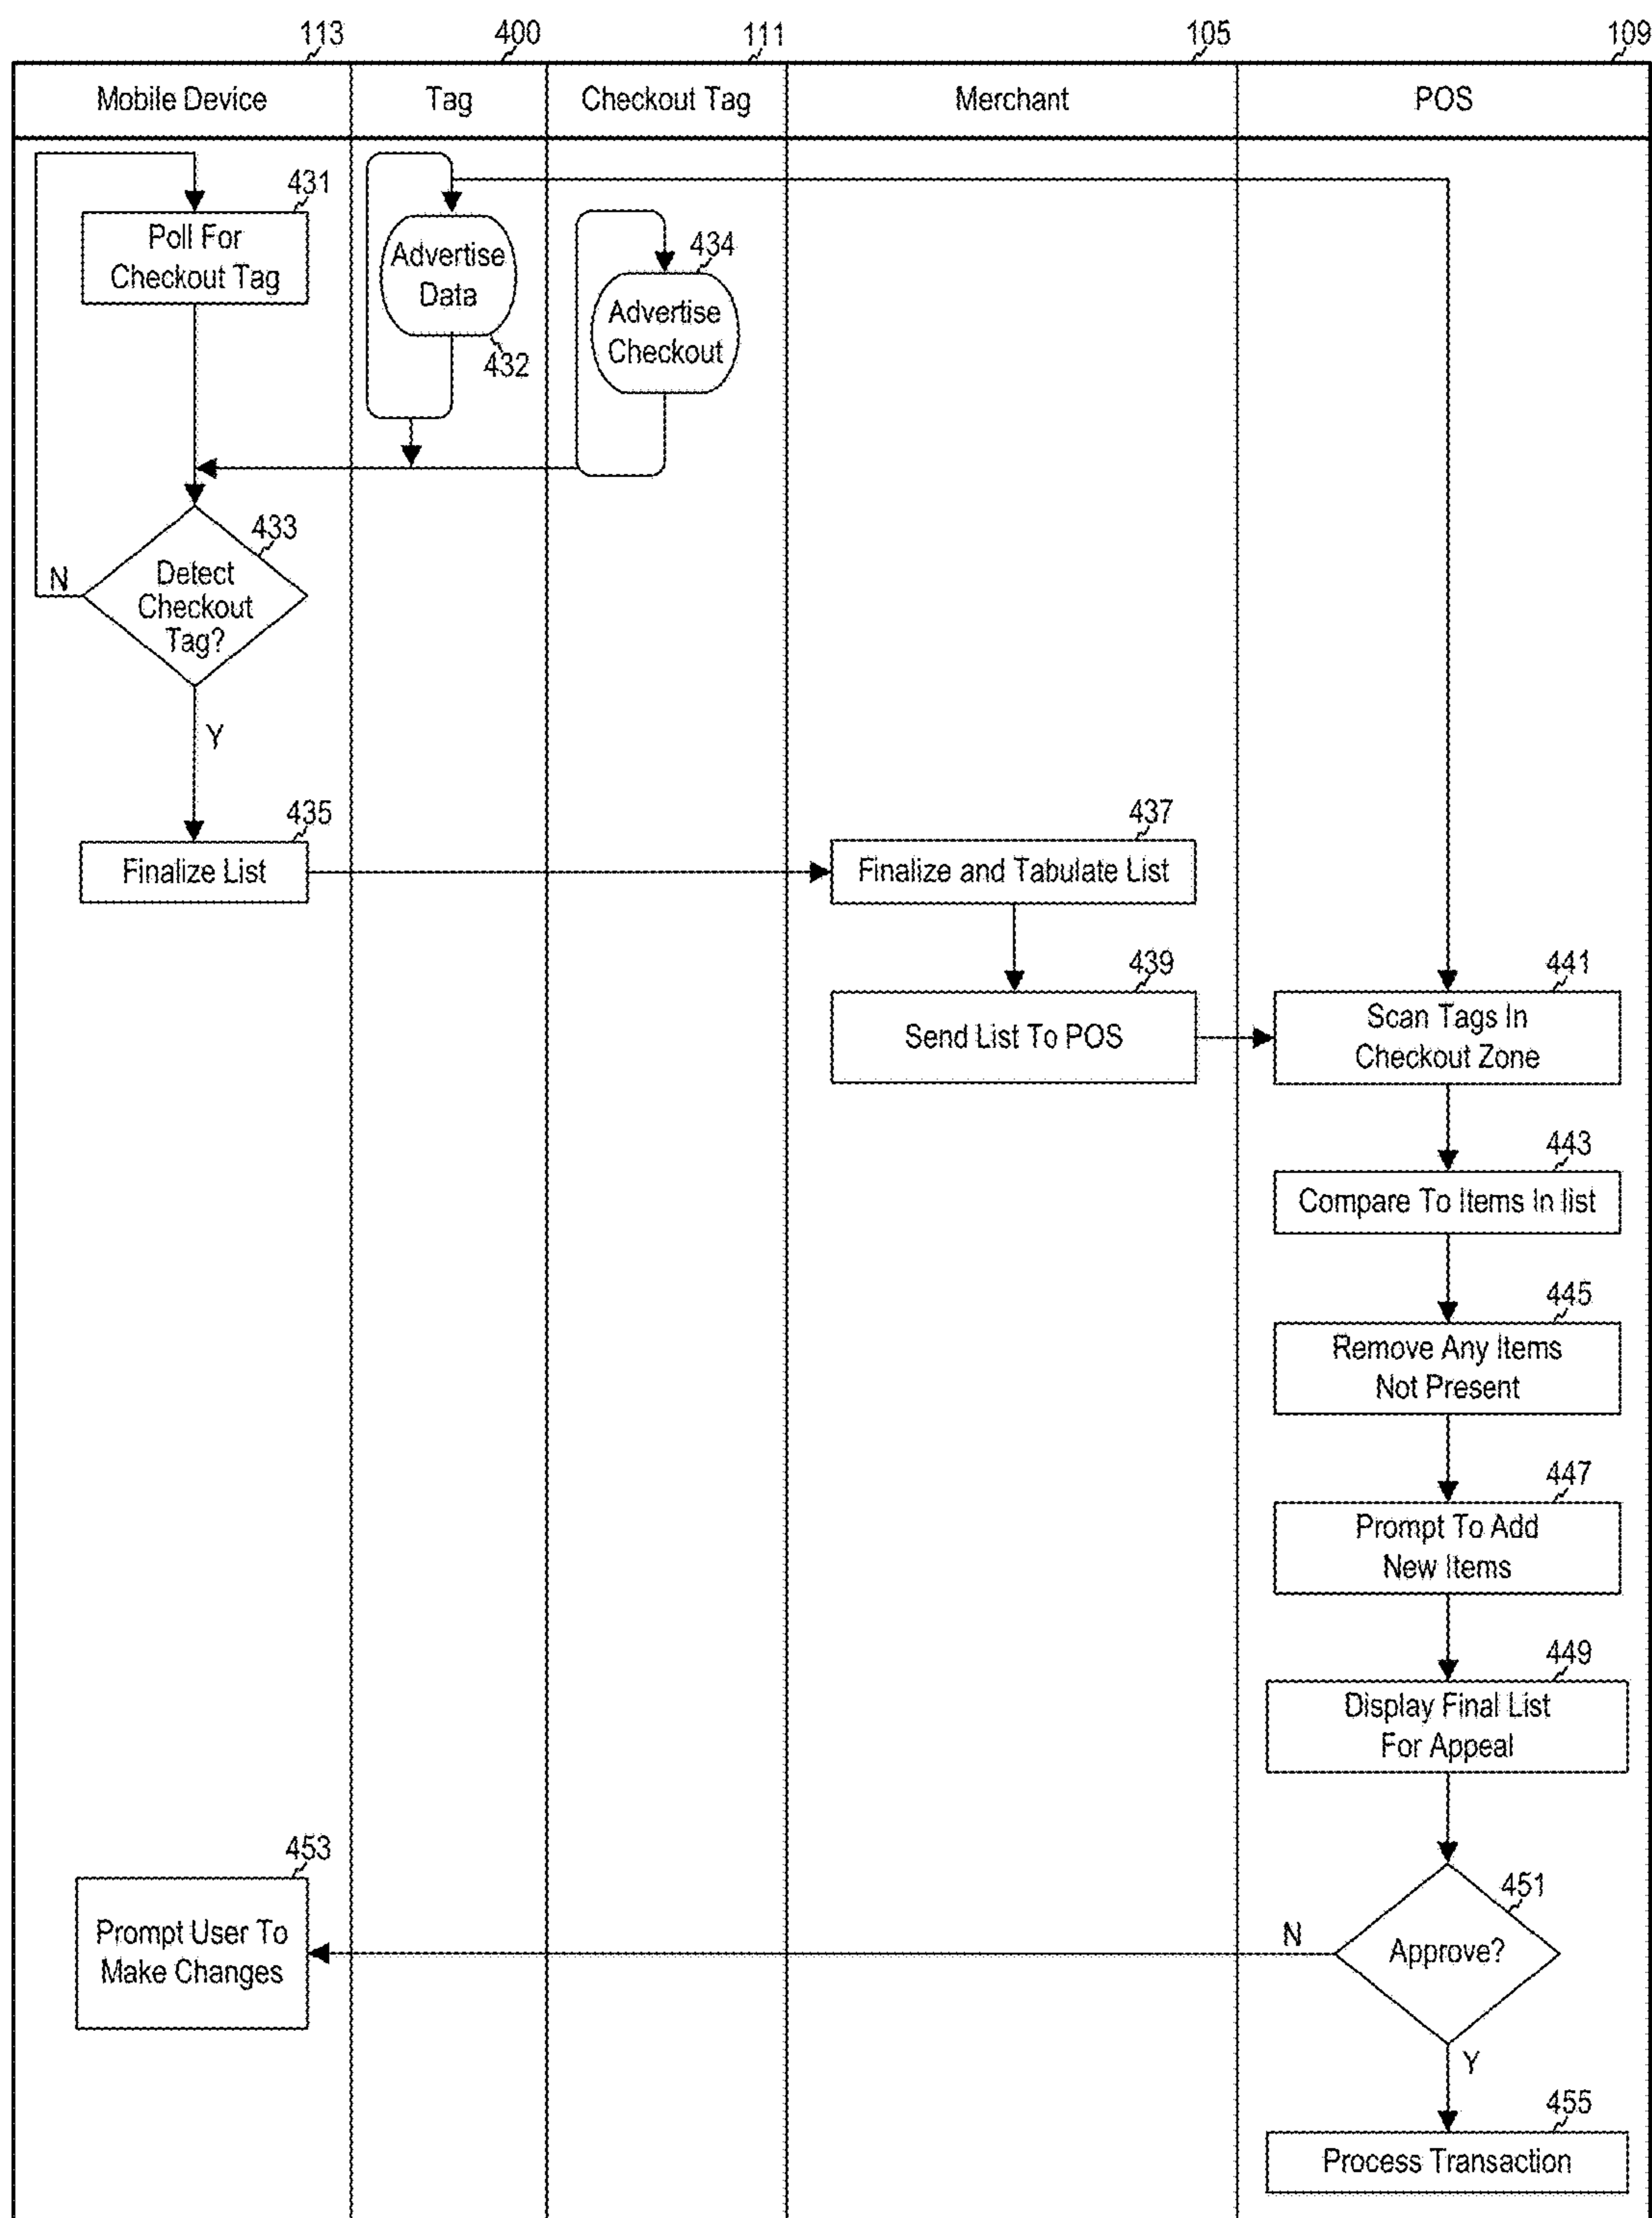 113
400
111
105
109
Mobile Device
Tag
Checkout Tag
Merchant
POS
431
Poll For
Checkout Tag
Advertise
Data
432
434
Advertise
Checkout
433
Detect
Checkout
Tag?
N
Y
435
Finalize List
437
Finalize and Tabulate List
439
Send List To POS
441
Scan Tags In
Checkout Zone
443
Compare To Items In list
445
Remove Any Items
Not Present
447
Prompt To Add
New Items
449
Display Final List
For Appeal
451
Approve?
N
Y
453
Prompt User To
Make Changes
455
Process Transaction